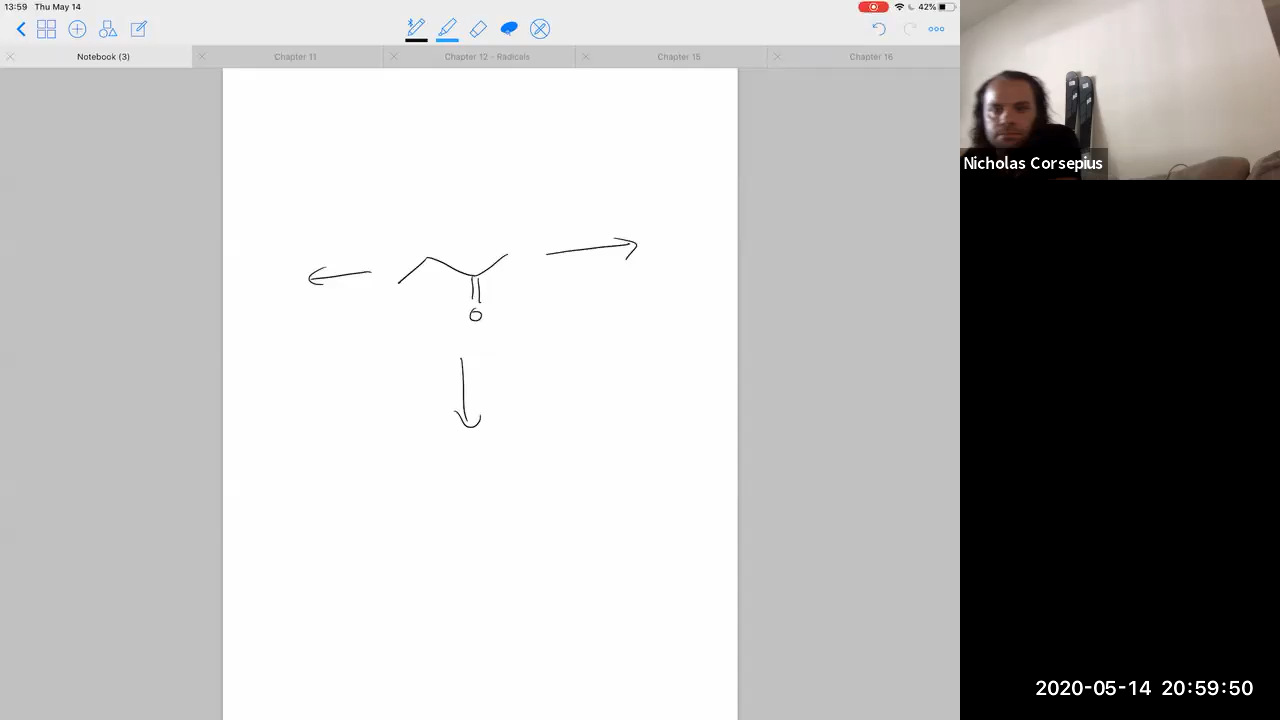 13:59 Thu May 14 42%
Notebook (3) Chapter 11 Chapter 12 - Radicals Chapter 15 Chapter 16
Nicholas Corsepius
O
2020-05-14 20:59:50